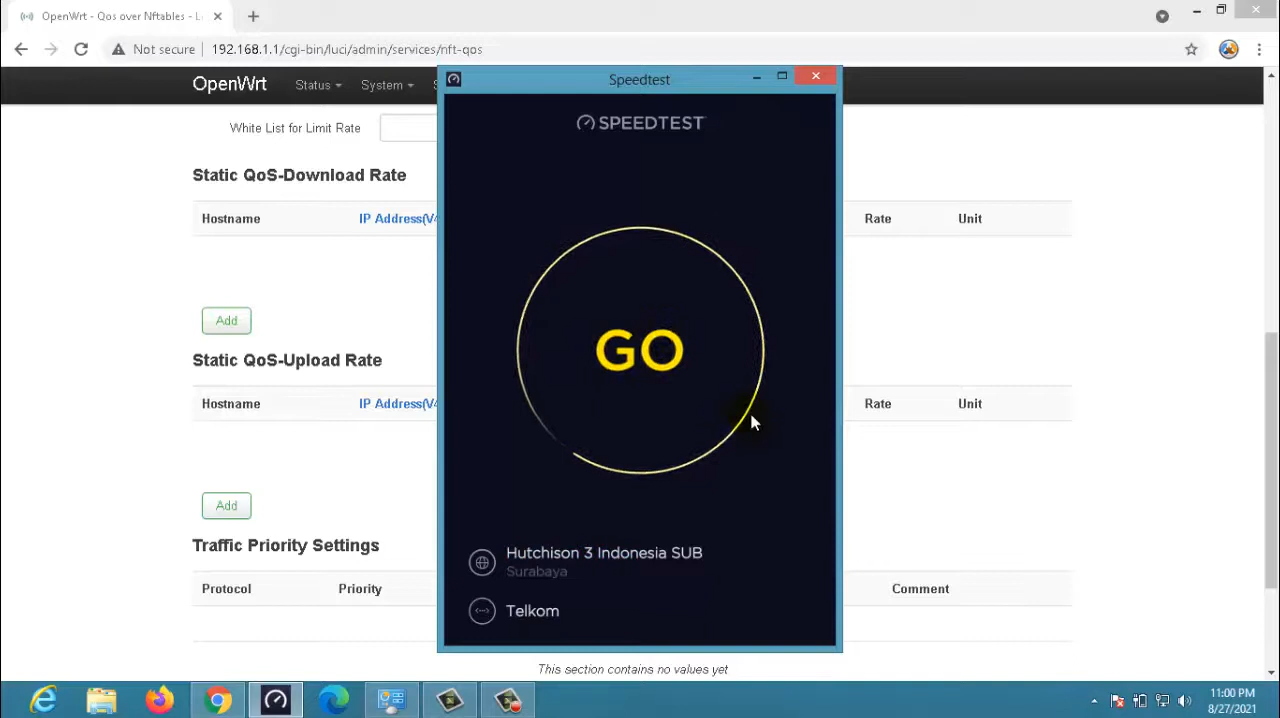 OpenWrt - Qos over Nftables - L
Not secure
192.168.1.1/cgi-bin/luci/admin/services/nft-qos
Speedtest
OpenWrt
Status
System
S
SPEEDTEST
White List for Limit Rate
Static QoS-Download Rate
Hostname
IP Address(V4
Rate
Unit
GO
Add
Static QoS-Upload Rate
Hostname
IP Address(V4
Rate
Unit
Add
Traffic Priority Settings
Hutchison 3 Indonesia SUB
Surabaya
Protocol
Priority
Comment
Telkom
This section contains no values yet
11:00 PM
8/27/2021